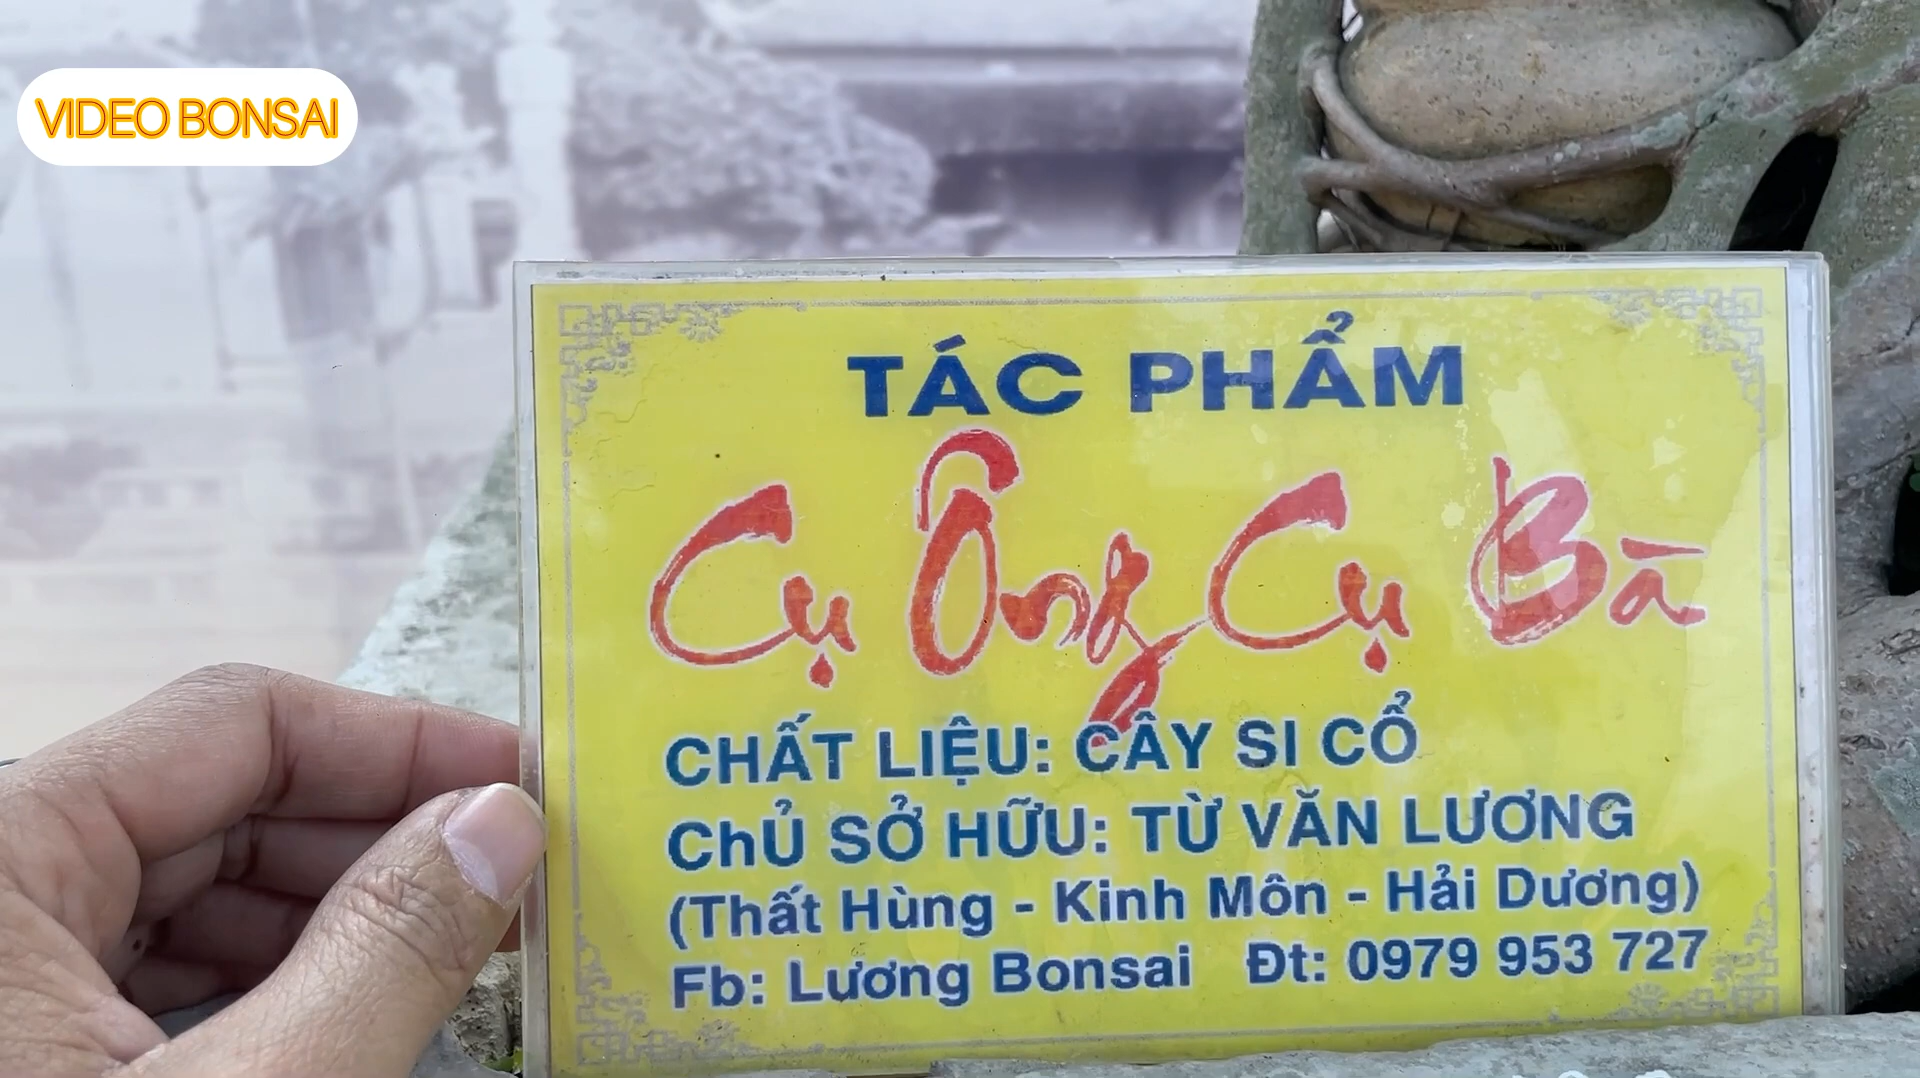 VIDEO BONSAI
TÁC PHẨM
Cụ Ông Cụ Bà
CHẤT LIỆU: CÂY SI CỔ
ChỦ SỞ HỮU: TỪ VĂN LƯƠNG
(Thất Hùng - Kinh Môn - Hải Dương)
Fb: Lương Bonsai Đt: 0979 953 727